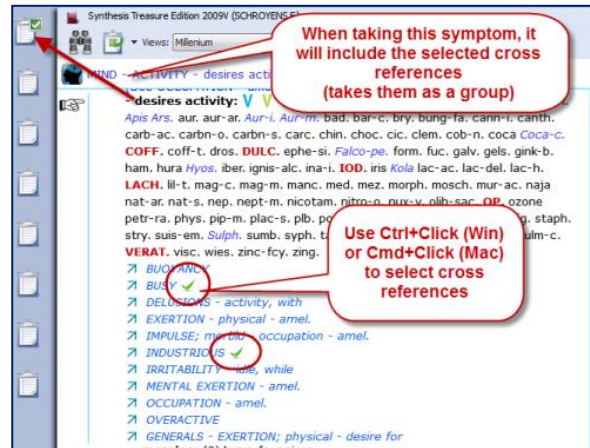 Synthesis Treasure Edition 2009V (SCHROYENS F)
Views: Millenium
When taking this symptom, it
will include the selected cross
references
(takes them as a group)
MIND - ACTIVITY - desires acti
- desires activity: V V
Apis Ars. aur. aur-ar. Aur-i. Aur-m. bad. bar-c. bry. bung-fa. cann-i. canth.
carb-ac. carbn-o. carbn-s. carc. chin. choc. cic. clem. cob-n. coca Coca-c.
COFF. coff-t. dros. DULC. ephe-si. Falco-pe. form. fuc. galv. gels. gink-b.
ham. hura Hyos. iber. ignis-alc. ina-i. IOD. iris Kola lac-ac. lac-del. lac-h.
LACH. lil-t. mag-c. mag-m. manc. med. mez. morph. mosch. mur-ac. naja
nat-ar. nat-s. nep. nept-m. nicotam. nitro-o. nux-v. olib-sac. OP. ozone
petr-ra. phys. pip-m. plac-s. plb. po g. staph.
stry. suis-em. Sulph. sumb. syph. ta ulm-c.
VERAT. visc. wies. zinc-fcy. zing.
Use Ctrl+Click (Win)
or Cmd+Click (Mac)
to select cross
references
BUOYANCY
BUSY
DELUSIONS - activity, with
EXERTION - physical - amel.
IMPULSE; morbid - occupation - amel.
INDUSTRIOUS
IRRITABILITY - idle, while
MENTAL EXERTION - amel.
OCCUPATION - amel.
OVERACTIVE
GENERALS - EXERTION; physical - desire for